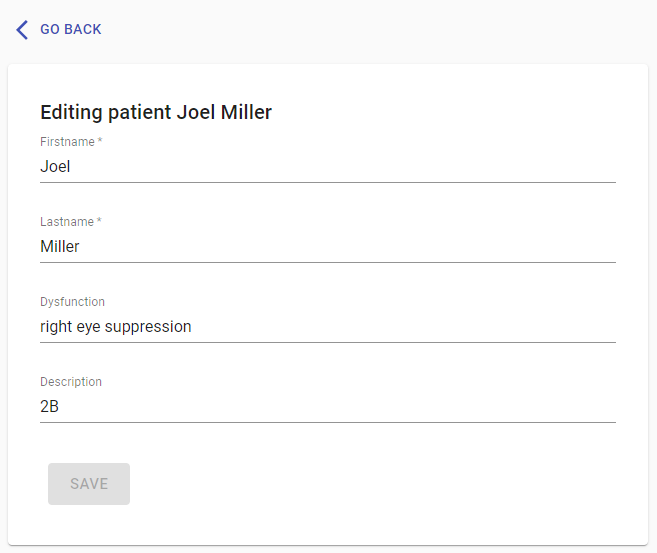 GO BACK
Editing patient Joel Miller
Firstname *
Joel
Lastname *
Miller
Dysfunction
right eye suppression
Description
2B
SAVE